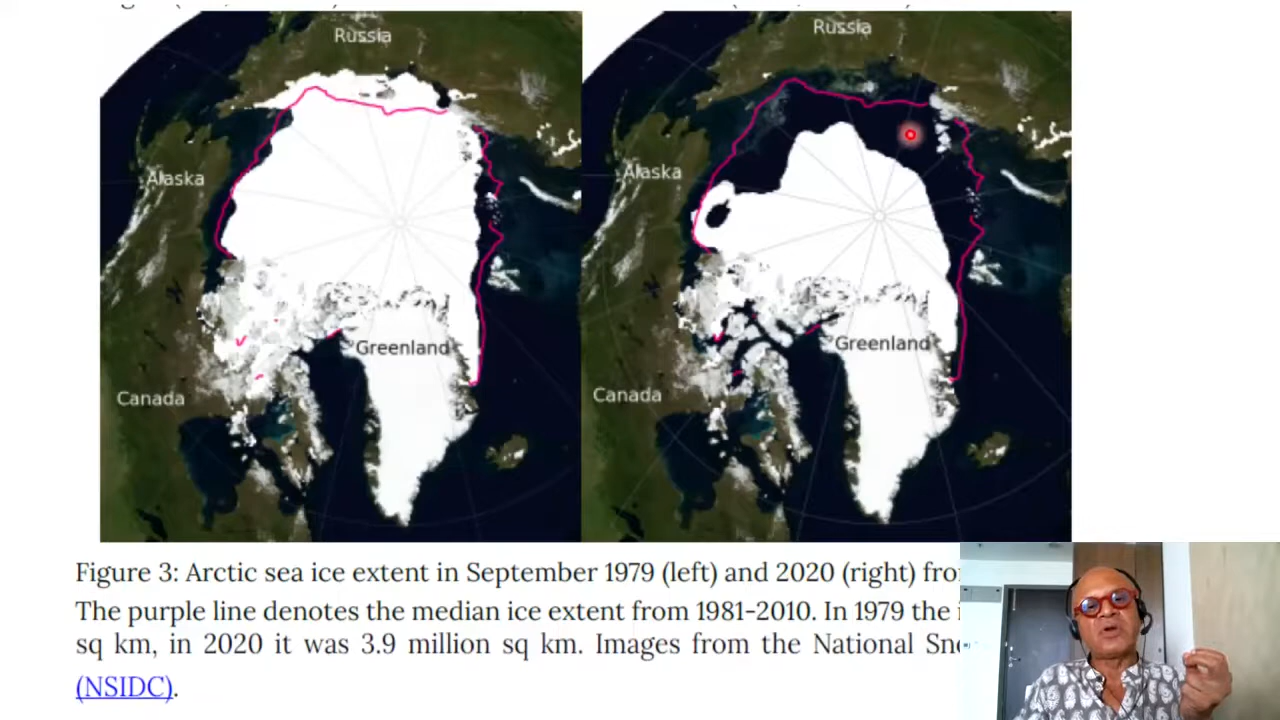 Russia
Russia
Alaska
Alaska
Greenland
Greenland
Canada
Canada
Figure 3: Arctic sea ice extent in September 1979 (left) and 2020 (right)
The purple line denotes the median ice extent from 1981-2010. In 1979 the
sq km, in 2020 it was 3.9 million sq km. Images from the National
(NSIDC).